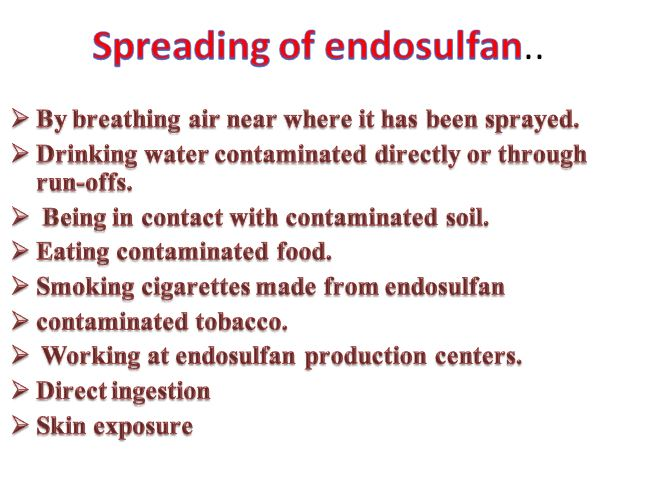 Spreading of endosulfan..
➢ By breathing air near where it has been sprayed.
➢ Drinking water contaminated directly or through
run-offs.
➢ Being in contact with contaminated soil.
➢ Eating contaminated food.
➢ Smoking cigarettes made from endosulfan
➢ contaminated tobacco.
➢ Working at endosulfan production centers.
➢ Direct ingestion
➢ Skin exposure